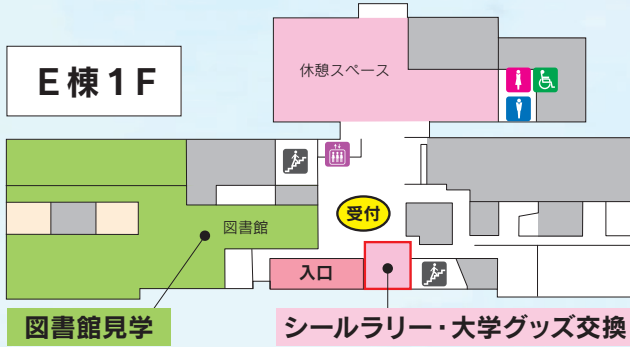 E棟1F
休憩スペース
受付
図書館
入口
図書館見学
シールラリー・大学グッズ交換